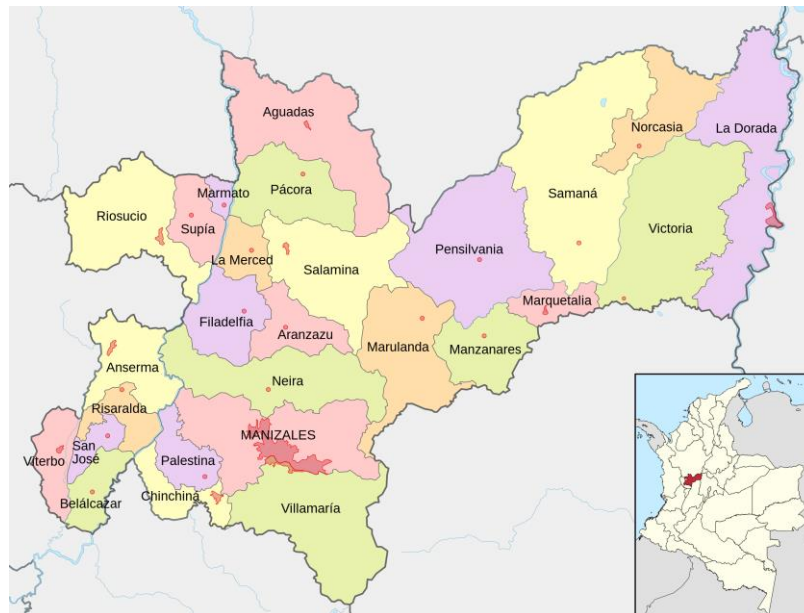 Aguadas
Norcasia
La Dorada
Marmato
Pácora
Samaná
Riosucio
Supía
Victoria
La Merced
Salamina
Pensilvania
Filadelfia
Aranzazu
Marquetalia
Marulanda
Manzanares
Anserma
Neira
Risaralda
MANIZALES
San
José
Viterbo
Palestina
Belálcazar
Chinchiná
Villamaría